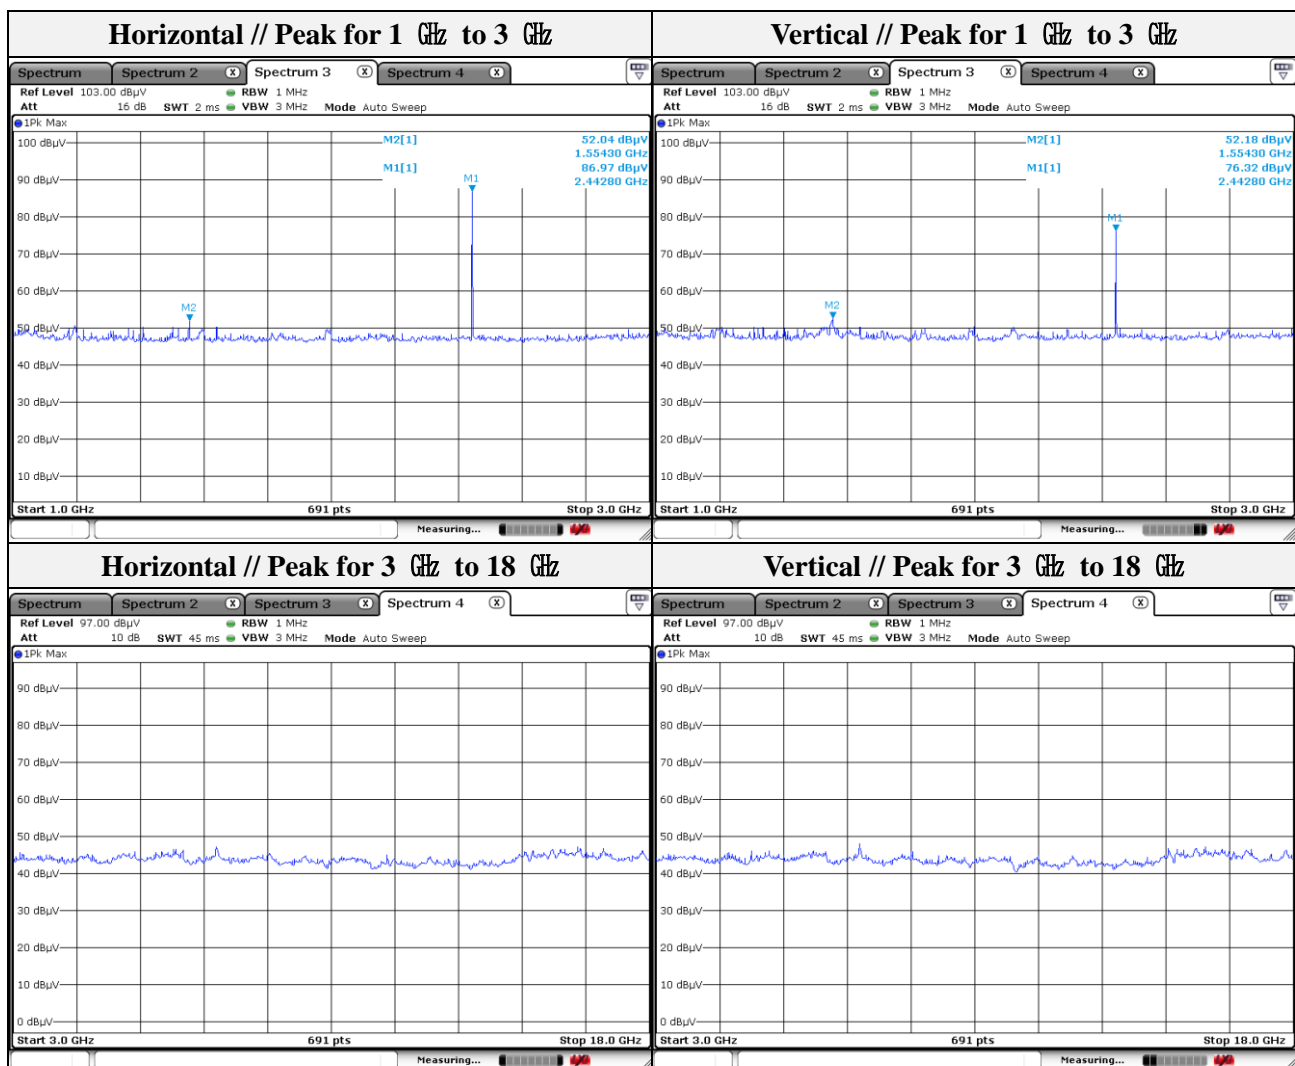 Horizontal // Peak for 1 ㎓ to 3 ㎓
Spectrum Spectrum 2 X Spectrum 3 X Spectrum 4 X
Ref Level 103.00 dBµV RBW 1 MHz
Att 16 dB SWT 2 ms VBW 3 MHz Mode Auto Sweep
1Pk Max
M2[1] 52.04 dBµV
1.55430 GHz
M1[1] 86.97 dBµV
2.44280 GHz
100 dBµV
90 dBµV
80 dBµV
70 dBµV
60 dBµV
50 dBµV
40 dBµV
30 dBµV
20 dBµV
10 dBµV
M1
M2
Start 1.0 GHz 691 pts Stop 3.0 GHz
Measuring...
Vertical // Peak for 1 ㎓ to 3 ㎓
Spectrum Spectrum 2 X Spectrum 3 X Spectrum 4 X
Ref Level 103.00 dBµV RBW 1 MHz
Att 16 dB SWT 2 ms VBW 3 MHz Mode Auto Sweep
1Pk Max
M2[1] 52.18 dBµV
1.55430 GHz
M1[1] 76.32 dBµV
2.44280 GHz
100 dBµV
90 dBµV
80 dBµV
70 dBµV
60 dBµV
50 dBµV
40 dBµV
30 dBµV
20 dBµV
10 dBµV
M1
M2
Start 1.0 GHz 691 pts Stop 3.0 GHz
Measuring...
Horizontal // Peak for 3 ㎓ to 18 ㎓
Spectrum Spectrum 2 X Spectrum 3 X Spectrum 4 X
Ref Level 97.00 dBµV RBW 1 MHz
Att 10 dB SWT 45 ms VBW 3 MHz Mode Auto Sweep
1Pk Max
90 dBµV
80 dBµV
70 dBµV
60 dBµV
50 dBµV
40 dBµV
30 dBµV
20 dBµV
10 dBµV
0 dBµV
Start 3.0 GHz 691 pts Stop 18.0 GHz
Measuring...
Vertical // Peak for 3 ㎓ to 18 ㎓
Spectrum Spectrum 2 X Spectrum 3 X Spectrum 4 X
Ref Level 97.00 dBµV RBW 1 MHz
Att 10 dB SWT 45 ms VBW 3 MHz Mode Auto Sweep
1Pk Max
90 dBµV
80 dBµV
70 dBµV
60 dBµV
50 dBµV
40 dBµV
30 dBµV
20 dBµV
10 dBµV
0 dBµV
Start 3.0 GHz 691 pts Stop 18.0 GHz
Measuring...